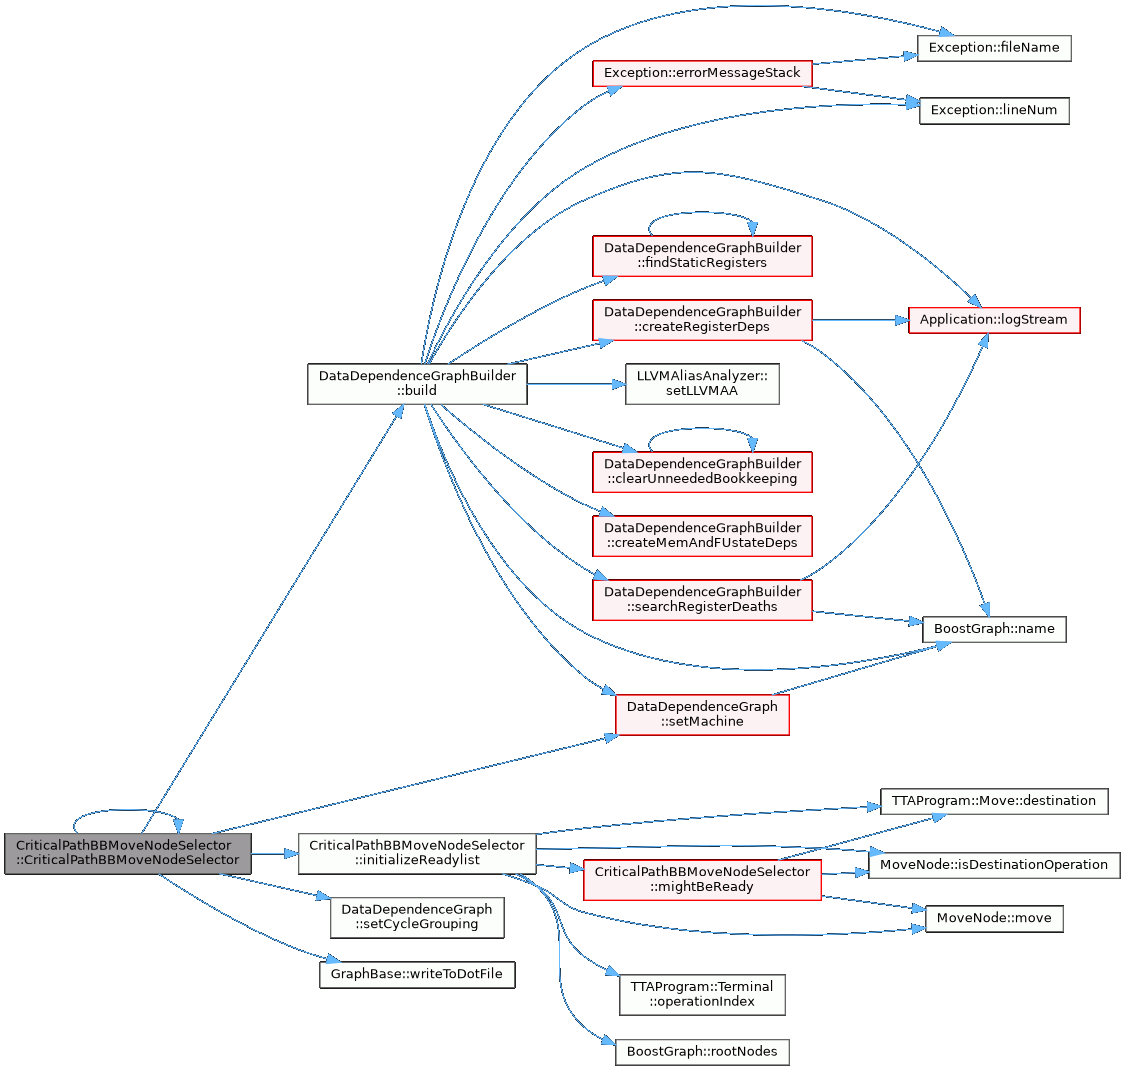 Exception::fileName
Exception::errorMessageStack
Exception::lineNum
DataDependenceGraphBuilder
::findStaticRegisters
DataDependenceGraphBuilder
::createRegisterDeps
Application::logStream
DataDependenceGraphBuilder
::build
LLVMAliasAnalyzer::
setLLVMAA
DataDependenceGraphBuilder
::clearUnneededBookkeeping
DataDependenceGraphBuilder
::createMemAndFUstateDeps
DataDependenceGraphBuilder
::searchRegisterDeaths
BoostGraph::name
DataDependenceGraph
::setMachine
TTAProgram::Move::destination
CriticalPathBBMoveNodeSelector
::CriticalPathBBMoveNodeSelector
CriticalPathBBMoveNodeSelector
::initializeReadylist
MoveNode::isDestinationOperation
CriticalPathBBMoveNodeSelector
::mightBeReady
DataDependenceGraph
::setCycleGrouping
MoveNode::move
GraphBase::writeToDotFile
TTAProgram::Terminal
::operationIndex
BoostGraph::rootNodes